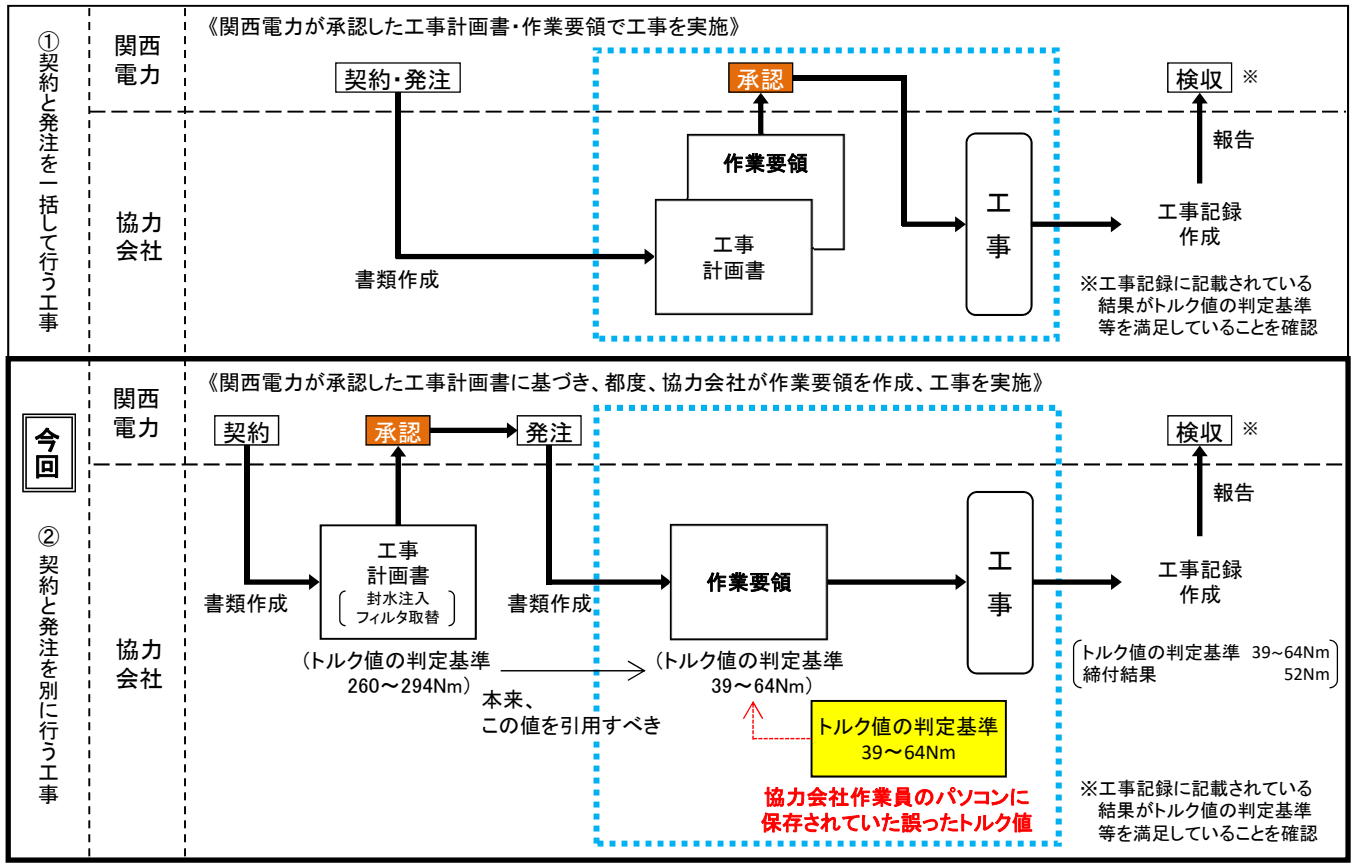 ①契約と発注を一括して行う工事
関西
電力
《関西電力が承認した工事計画書・作業要領で工事を実施》
契約・発注
承認
検収
※
協力
会社
書類作成
作業要領
工事
計画書
工
事
報告
工事記録
作成
※工事記録に記載されている
結果がトルク値の判定基準
等を満足していることを確認
今
回
②契約と発注を別に行う工事
関西
電力
《関西電力が承認した工事計画書に基づき、都度、協力会社が作業要領を作成、工事を実施》
契約
承認
発注
検収
※
協力
会社
書類作成
工事
計画書
封水注入
フィルタ取替
(トルク値の判定基準
260～294Nm)
本来、
この値を引用すべき
書類作成
作業要領
(トルク値の判定基準
39～64Nm)
トルク値の判定基準
39～64Nm
協力会社作業員のパソコンに
保存されていた誤ったトルク値
工
事
報告
工事記録
作成
トルク値の判定基準 39~64Nm
締付結果 52Nm
※工事記録に記載されている
結果がトルク値の判定基準
等を満足していることを確認